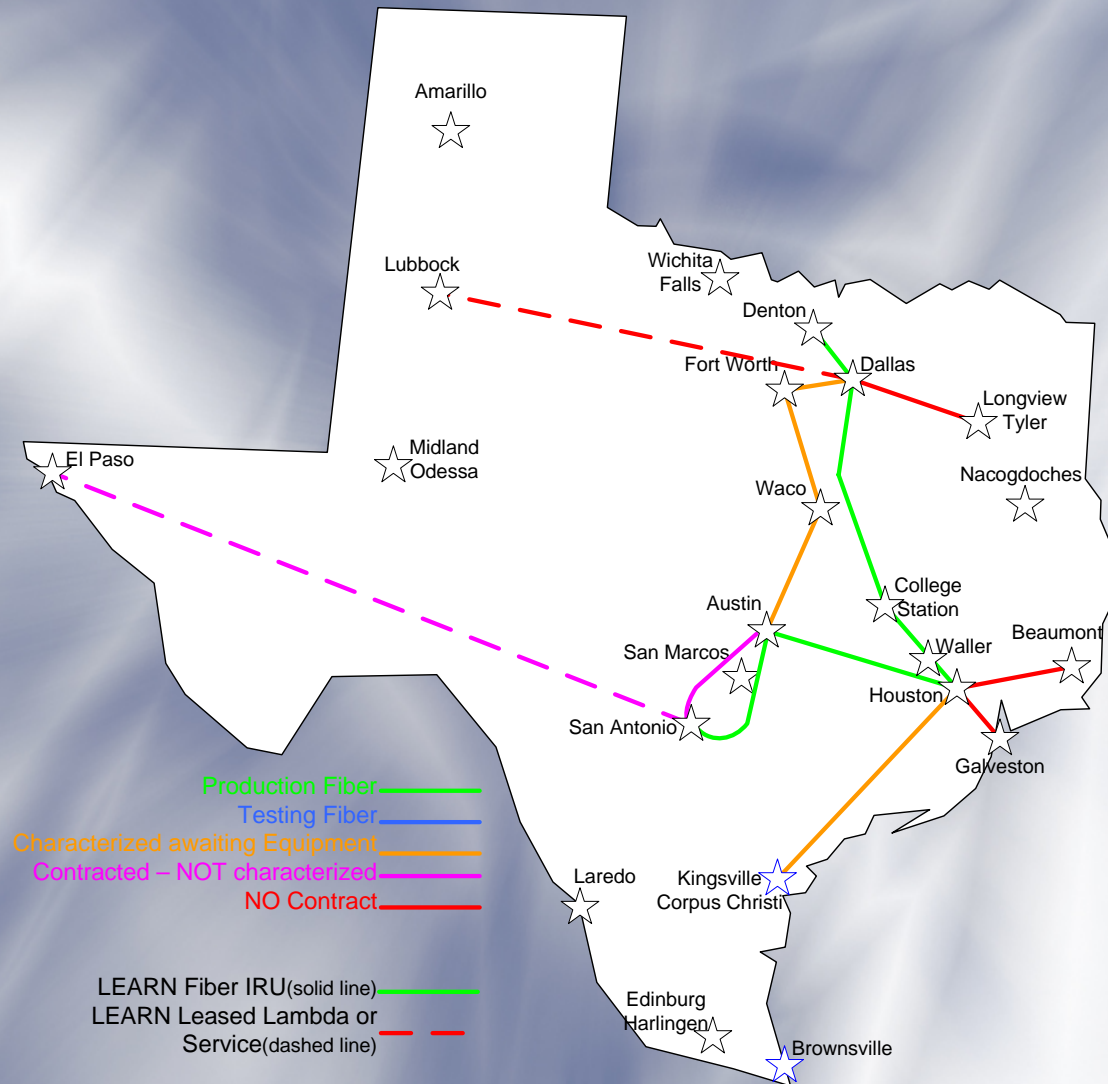 Amarillo
Lubbock
Wichita
Falls
Denton
Fort Worth
Dallas
Longview
Tyler
El Paso
Midland
Odessa
Nacogdoches
Waco
College
Station
Austin
Waller
Beaumont
San Marcos
Houston
San Antonio
Galveston
Production Fiber
Testing Fiber
Characterized awaiting Equipment
Contracted – NOT characterized
NO Contract
Laredo
Kingsville
Corpus Christi
LEARN Fiber IRU(solid line)
LEARN Leased Lambda or
Service(dashed line)
Edinburg
Harlingen
Brownsville